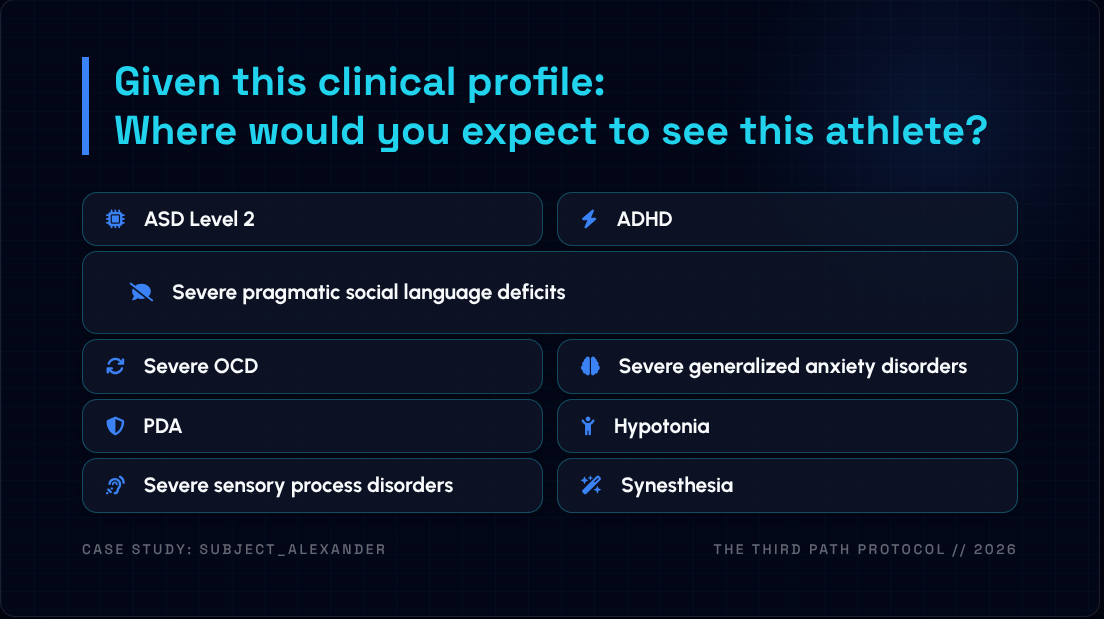 Given this clinical profile:
Where would you expect to see this athlete?
ASD Level 2
ADHD
Severe pragmatic social language deficits
Severe OCD
Severe generalized anxiety disorders
PDA
Hypotonia
Severe sensory process disorders
Synesthesia
CASE STUDY: SUBJECT_ALEXANDER
THE THIRD PATH PROTOCOL // 2026